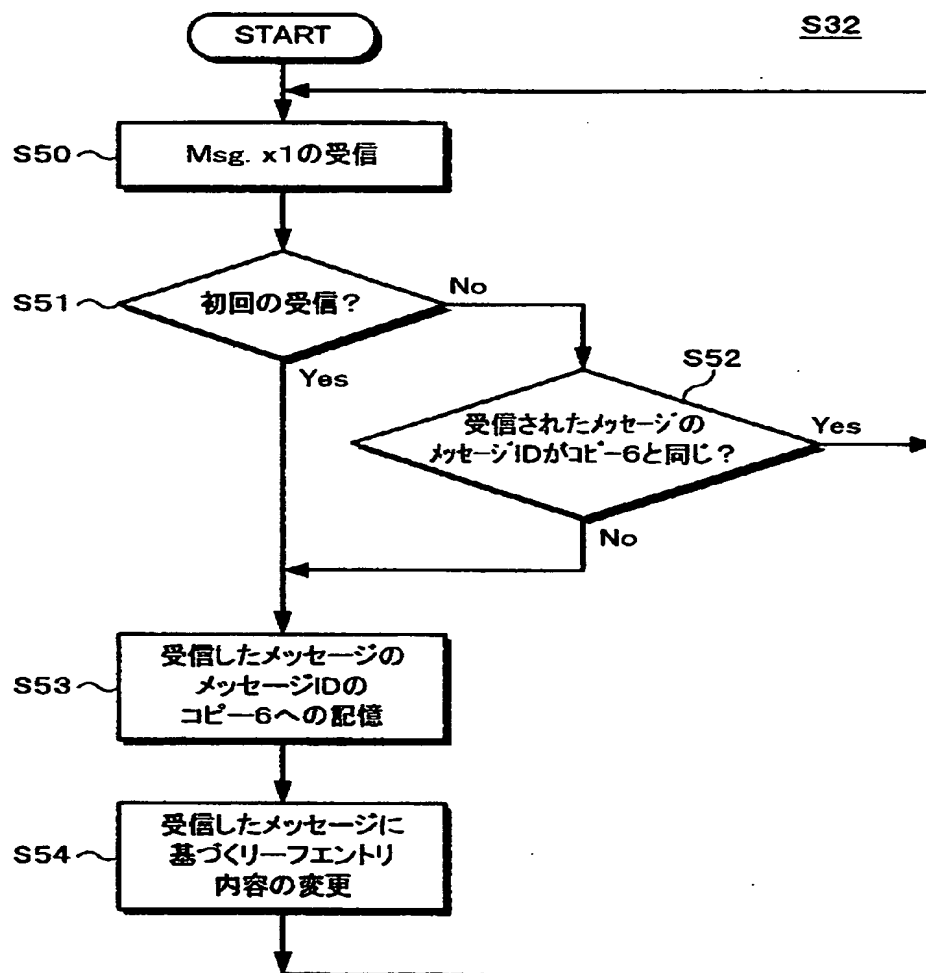 START
S32
S50
Msg. x1の受信
S51
初回の受信?
No
Yes
S52
受信されたメッセージの
メッセージIDがコピー6と同じ?
Yes
No
S53
受信したメッセージの
メッセージIDの
コピー6への記憶
S54
受信したメッセージに
基づくリーフエントリ
内容の変更